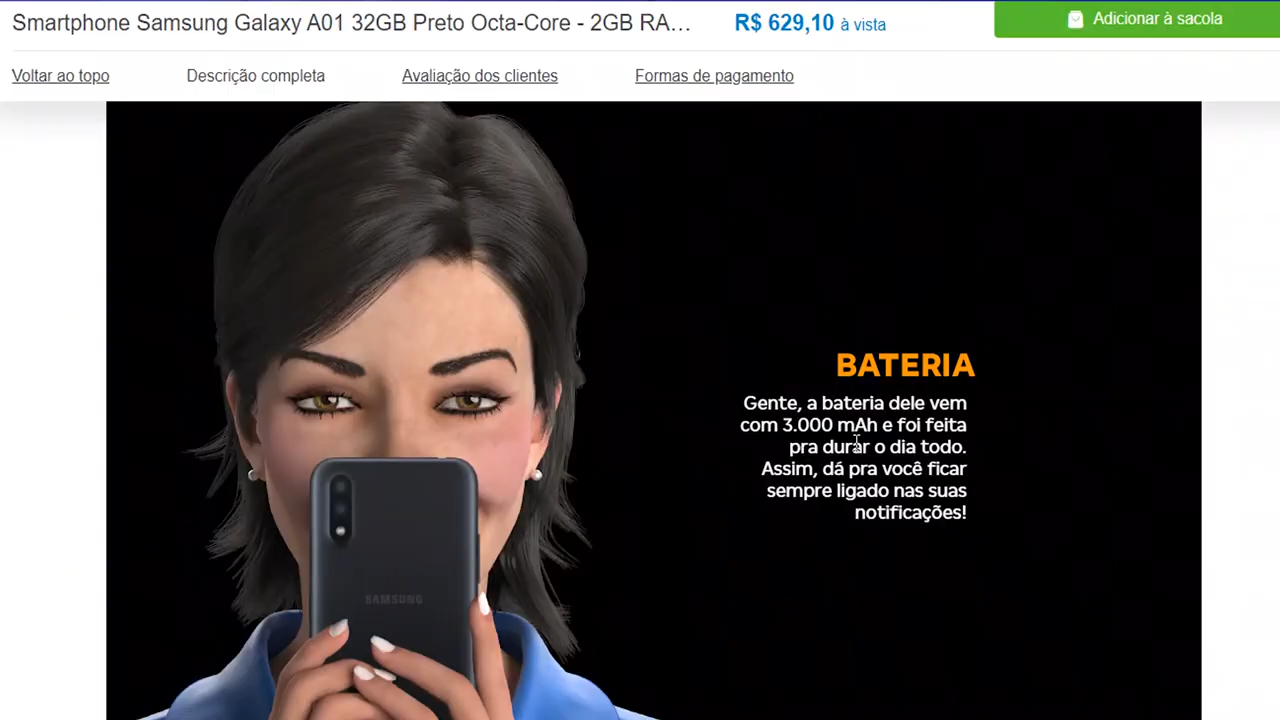 Smartphone Samsung Galaxy A01 32GB Preto Octa-Core - 2GB RA...
R$ 629,10 à vista
Adicionar à sacola
Voltar ao topo
Descrição completa
Avaliação dos clientes
Formas de pagamento
BATERIA
Gente, a bateria dele vem
com 3.000 mAh e foi feita
pra durar o dia todo.
Assim, dá pra você ficar
sempre ligado nas suas
notificações!
SAMSUNG